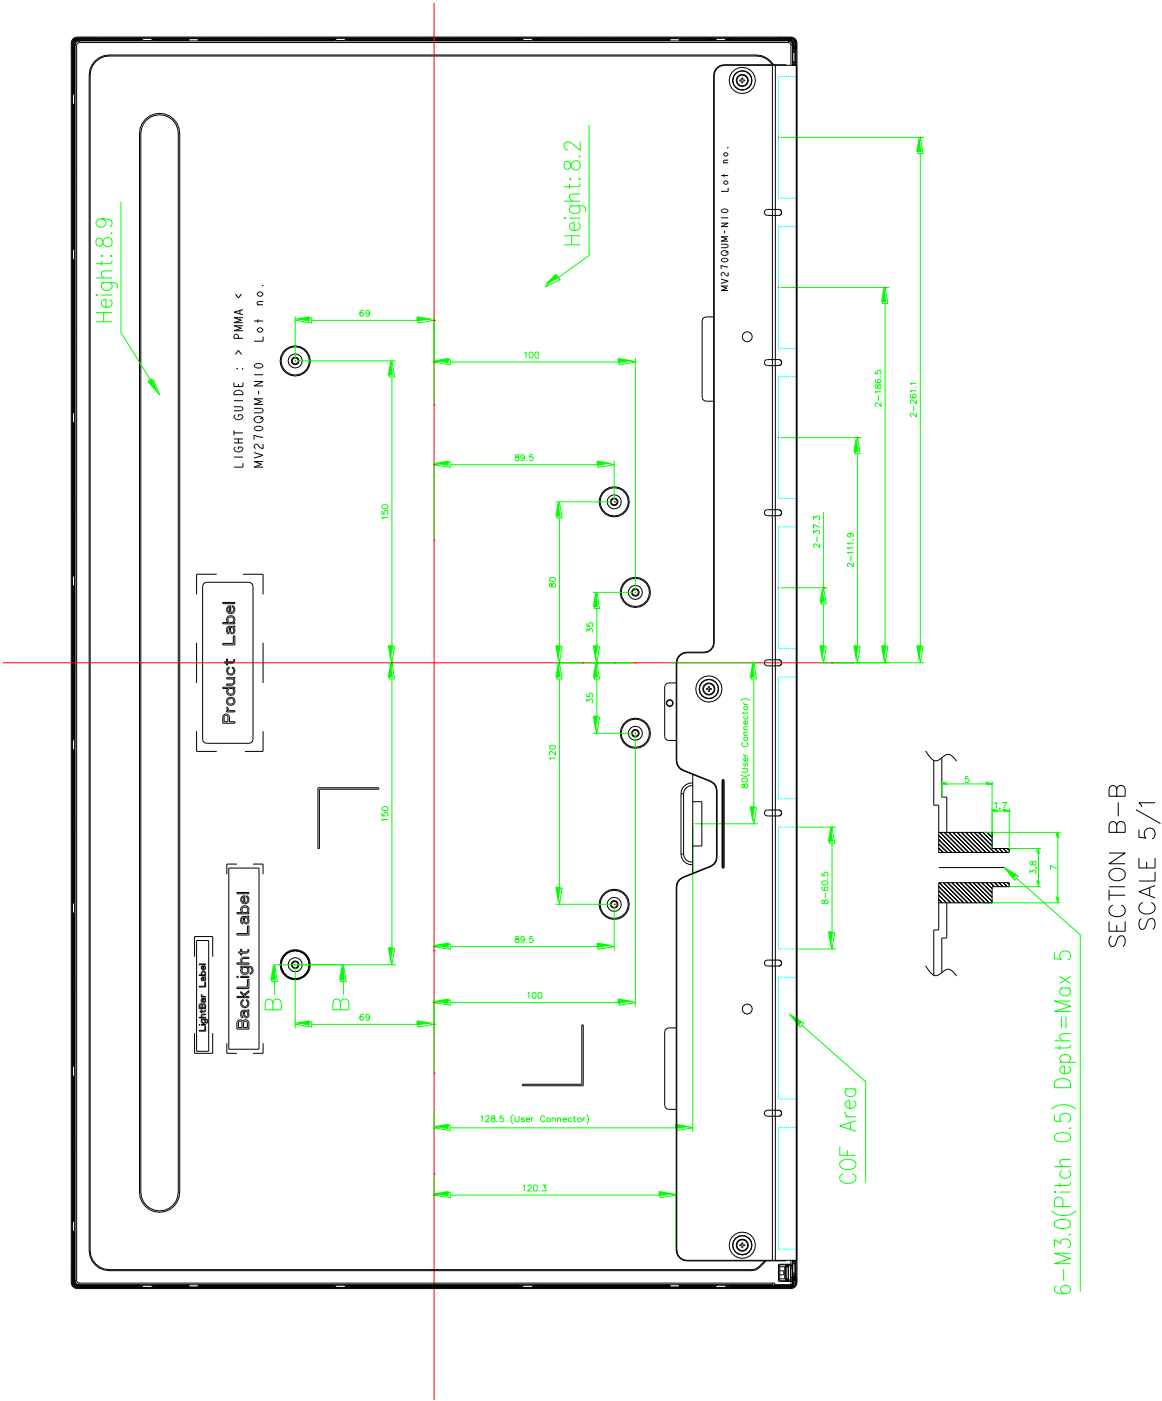 Height:8.9
Height:8.2
LIGHT GUIDE : > PMMA <
MV270QUM-N10 Lot no.
MV270QUM-N10 Lot no.
69
100
150
89.5
80
35
2-261.1
2-186.5
2-111.9
2-37.3
Product Label
35
120
150
80(User Connector)
8-60.5
BackLight Label
LightBar Label
B
B
89.5
100
69
128.5 (User Connector)
120.3
COF Area
5
1.7
3.8
7
6-M3.0(Pitch 0.5) Depth=Max 5
SECTION B-B
SCALE 5/1